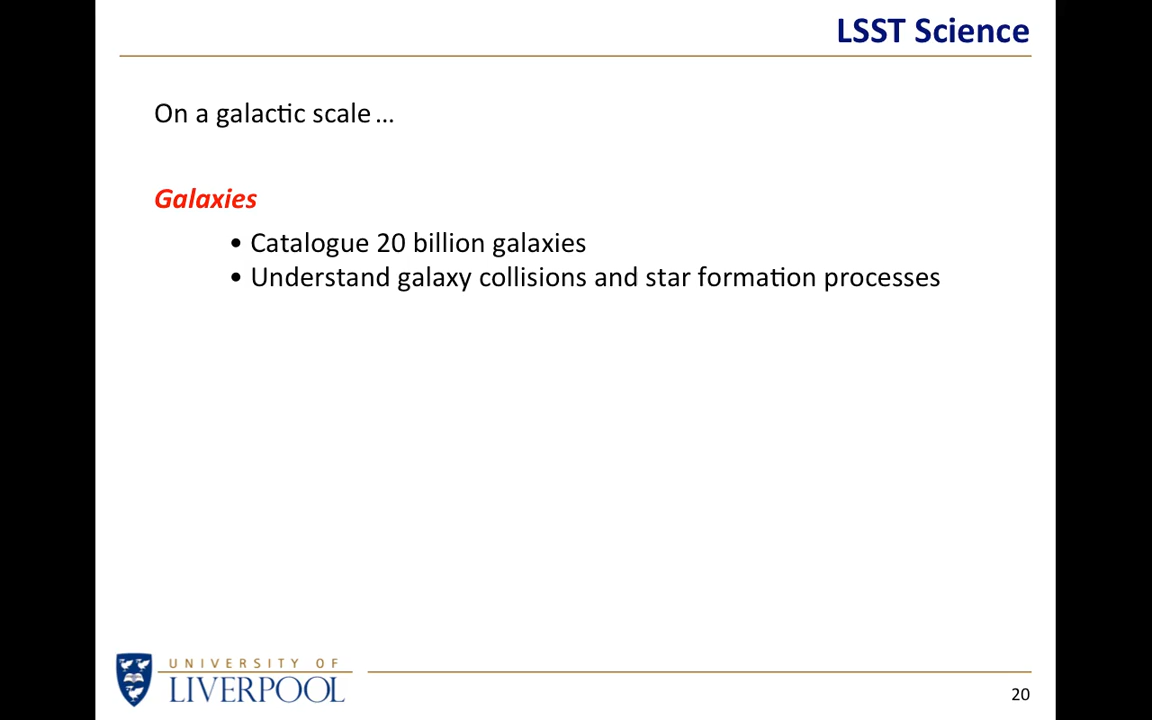 LSST Science
On a galactic scale...
Galaxies
• Catalogue 20 billion galaxies
• Understand galaxy collisions and star formation processes
UNIVERSITY OF
LIVERPOOL
20